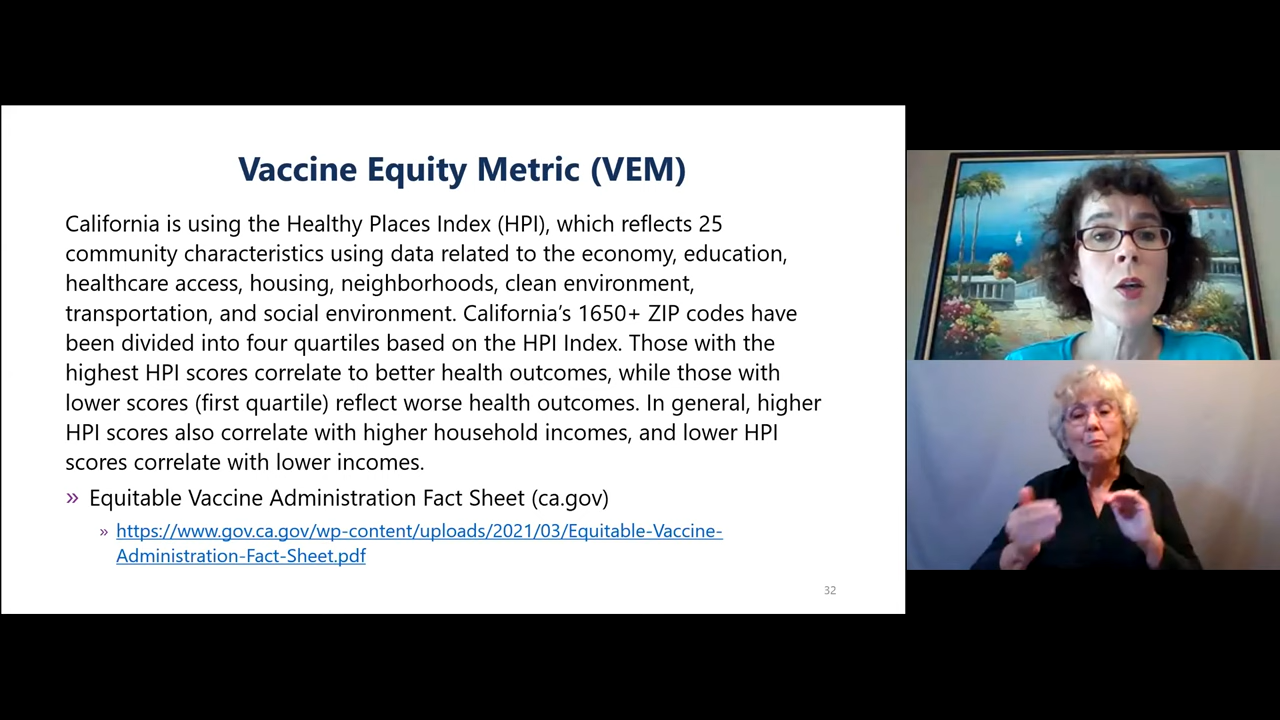 Vaccine Equity Metric (VEM)
California is using the Healthy Places Index (HPI), which reflects 25
community characteristics using data related to the economy, education,
healthcare access, housing, neighborhoods, clean environment,
transportation, and social environment. California’s 1650+ ZIP codes have
been divided into four quartiles based on the HPI Index. Those with the
highest HPI scores correlate to better health outcomes, while those with
lower scores (first quartile) reflect worse health outcomes. In general, higher
HPI scores also correlate with higher household incomes, and lower HPI
scores correlate with lower incomes.
» Equitable Vaccine Administration Fact Sheet (ca.gov)
» https://www.gov.ca.gov/wp-content/uploads/2021/03/Equitable-Vaccine-
Administration-Fact-Sheet.pdf
32